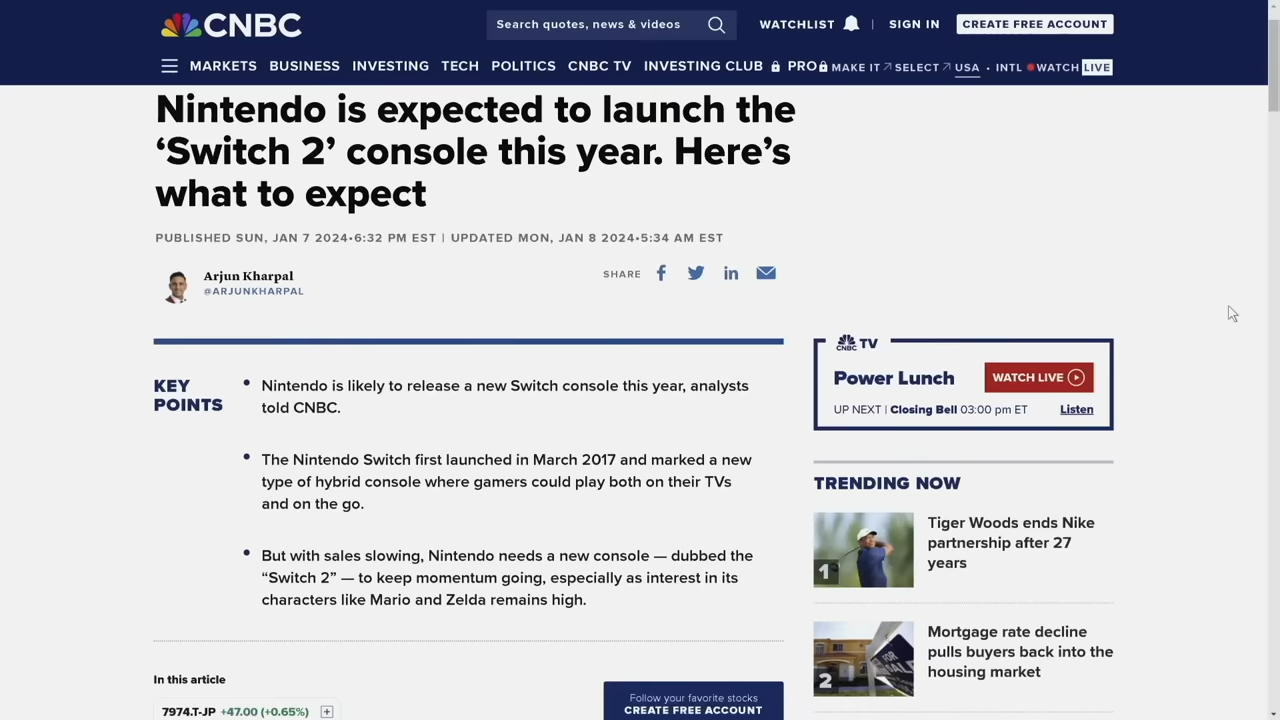 CNBC
Search quotes, news & videos
WATCHLIST
SIGN IN
CREATE FREE ACCOUNT
MARKETS BUSINESS INVESTING TECH POLITICS CNBC TV INVESTING CLUB PRO MAKE IT SELECT USA • INTL WATCH LIVE
Nintendo is expected to launch the
‘Switch 2’ console this year. Here’s
what to expect
PUBLISHED SUN, JAN 7 2024•6:32 PM EST | UPDATED MON, JAN 8 2024•5:34 AM EST
Arjun Kharpal
@ARJUNKHARPAL
SHARE
KEY
POINTS
• Nintendo is likely to release a new Switch console this year, analysts
told CNBC.
• The Nintendo Switch first launched in March 2017 and marked a new
type of hybrid console where gamers could play both on their TVs
and on the go.
• But with sales slowing, Nintendo needs a new console — dubbed the
“Switch 2” — to keep momentum going, especially as interest in its
characters like Mario and Zelda remains high.
In this article
7974.T-JP +47.00 (+0.65%)
Follow your favorite stocks
CREATE FREE ACCOUNT
CNBC TV
Power Lunch
WATCH LIVE
UP NEXT | Closing Bell 03:00 pm ET
Listen
TRENDING NOW
1
Tiger Woods ends Nike
partnership after 27
years
2
FOR
SALE
Mortgage rate decline
pulls buyers back into the
housing market